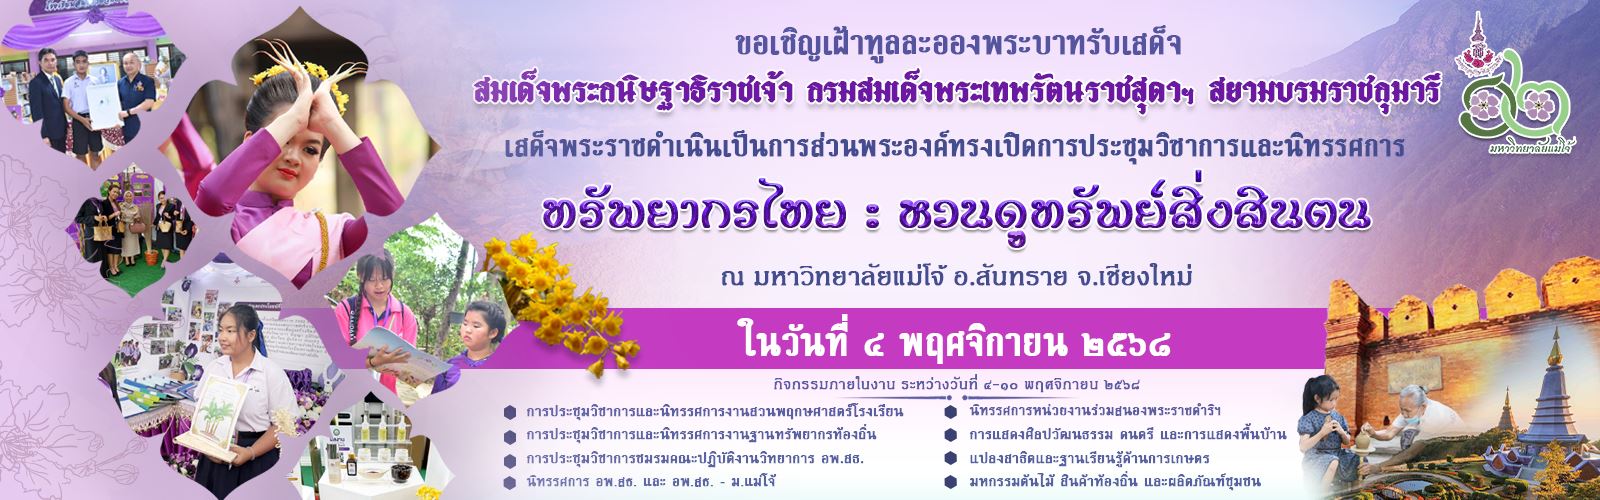 ขอเชิญเฝ้าทูลละอองพระบาทรับเสด็จ
สมเด็จพระกนิษฐาธิราชเจ้า กรมสมเด็จพระเทพรัตนราชสุดาฯ สยามบรมราชกุมารี
เสด็จพระราชดำเนินเป็นการส่วนพระองค์ทรงเปิดการประชุมวิชาการและนิทรรศการ
ทรัพยากรไทย : หวนดูทรัพย์สิ่งสินตน
ณ มหาวิทยาลัยแม่โจ้ อ.สันทราย จ.เชียงใหม่
ในวันที่ ๔ พฤศจิกายน ๒๕๖๘
กิจกรรมภายในงาน ระหว่างวันที่ ๔-๑๐ พฤศจิกายน ๒๕๖๘
การประชุมวิชาการและนิทรรศการงานสวนพฤกษศาสตร์โรงเรียน
การประชุมวิชาการและนิทรรศการงานฐานทรัพยากรท้องถิ่น
การประชุมวิชาการชมรมคณะปฏิบัติงานวิทยาการ อพ.สธ.
นิทรรศการ อพ.สธ. และ อพ.สธ. - ม.แม่โจ้
นิทรรศการหน่วยงานร่วมสนองพระราชดำริฯ
การแสดงศิลปวัฒนธรรม ดนตรี และการแสดงพื้นบ้าน
แปลงสาธิตและฐานเรียนรู้ด้านการเกษตร
มหกรรมต้นไม้ สินค้าท้องถิ่น และผลิตภัณฑ์ชุมชน
มหาวิทยาลัยแม่โจ้